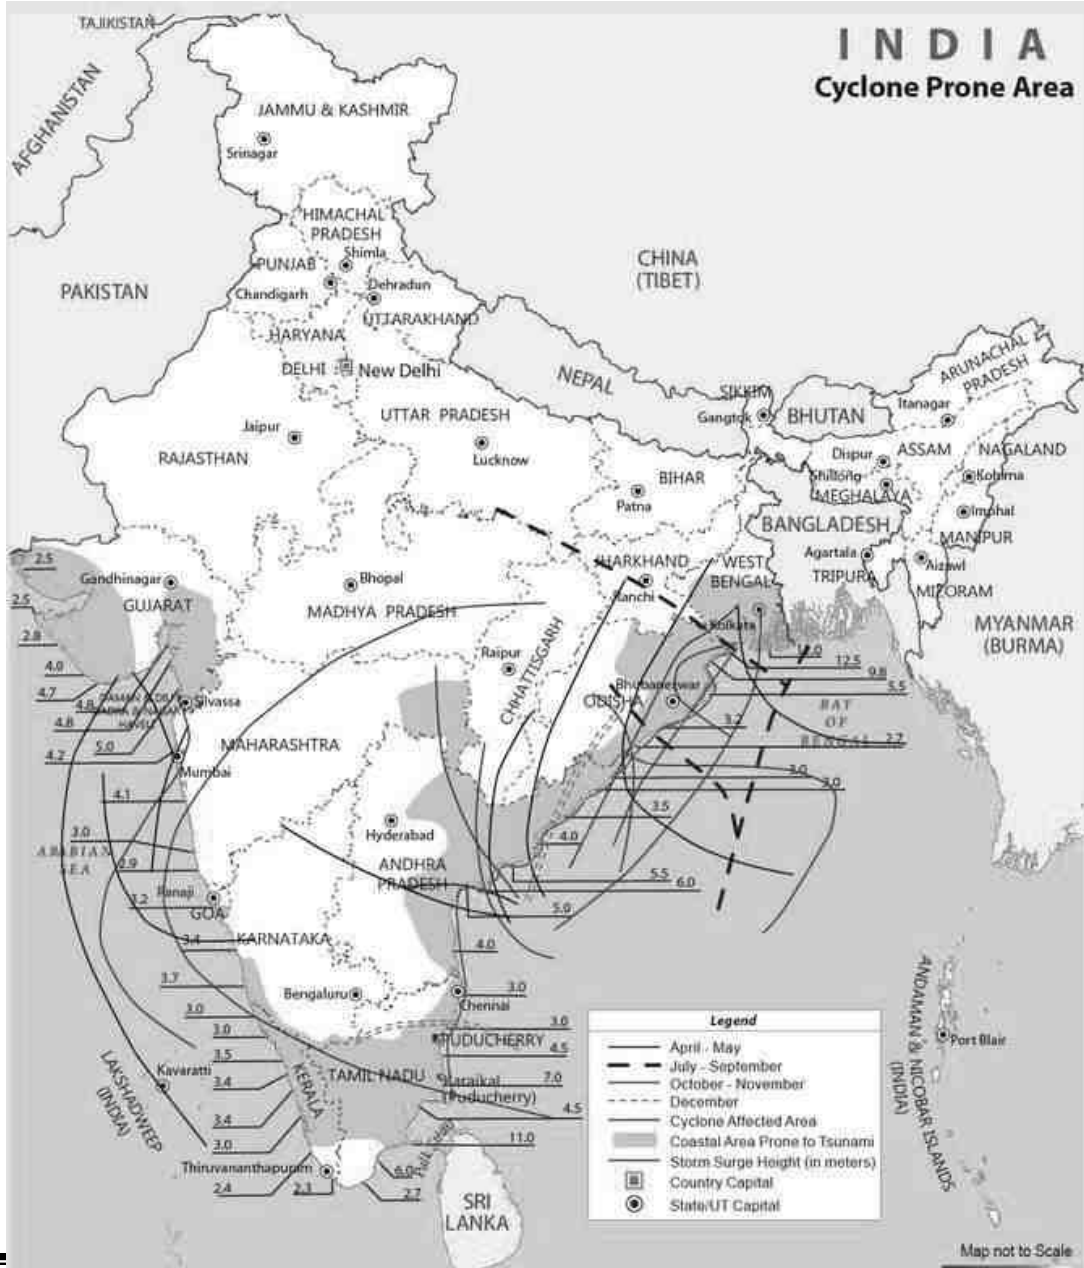 INDIA
Cyclone Prone Area
TAJIKISTAN
AFGHANISTAN
JAMMU & KASHMIR
Srinagar
HIMACHAL
PRADESH
Shimla
PUNJAB
Chandigarh
Dehradun
UTTARAKHAND
CHINA
(TIBET)
PAKISTAN
HARYANA
DELHI
New Delhi
NEPAL
SIKKIM
Gangtok
BHUTAN
ARUNACHAL
PRADESH
Itanagar
UTTAR PRADESH
Jaipur
RAJASTHAN
Lucknow
BIHAR
Patna
Dispur
ASSAM
NAGALAND
Shillong
MEGHALAYA
Kohima
Imphal
MANIPUR
BANGLADESH
Agartala
TRIPURA
Aizawl
MIZORAM
MYANMAR
(BURMA)
JHARKHAND
Ranchi
WEST
BENGAL
Kolkata
Gandhinagar
GUJARAT
Bhopal
MADHYA PRADESH
Raipur
CHHATTISGARH
Bhubaneswar
ODISHA
2.5
2.5
2.8
4.0
4.7
4.8
4.8
5.0
4.2
Silvassa
MAHARASHTRA
Mumbai
12.5
9.8
5.5
3.2
2.7
3.0
3.0
3.5
4.0
BAY
OF
BENGAL
4.1
3.0
ARABIAN
SEA
2.9
Panaji
3.2
GOA
3.4
KARNATAKA
Hyderabad
ANDHRA
PRADESH
5.5
6.0
5.0
4.0
3.7
Bengaluru
3.0
Chennai
3.0
3.0
3.0
PUDUCHERRY
4.5
3.5
Kavaratti
3.4
TAMIL NADU
7.0
Karaikal
(Puducherry)
4.5
3.4
KERALA
3.0
11.0
LAKSHADWEEP
(INDIA)
Thiruvananthapuram
2.4
2.3
6.0
2.7
SRI
LANKA
ANDAMAN & NICOBAR ISLANDS
(INDIA)
Port Blair
Legend
April - May
July - September
October - November
December
Cyclone Affected Area
Coastal Area Prone to Tsunami
Storm Surge Height (in meters)
Country Capital
State/UT Capital
Map not to Scale